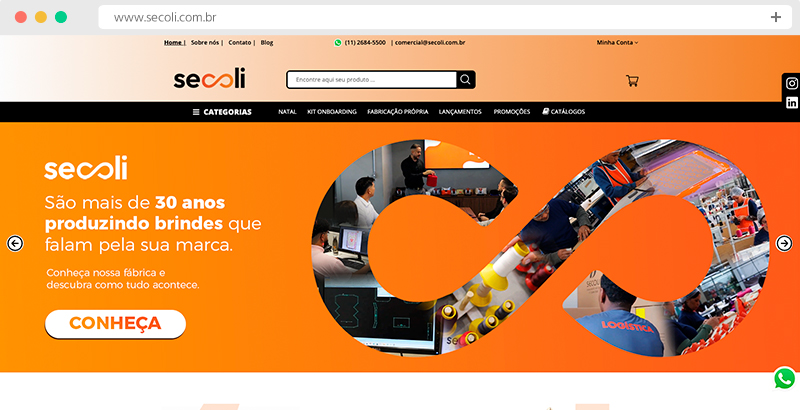 www.secoli.com.br
Home | Sobre nós | Contato | Blog
(11) 2684-5500 | comercial@secoli.com.br
Minha Conta
secoli
Encontre aqui seu produto ...
CATEGORIAS
NATAL KIT ONBOARDING FABRICAÇÃO PRÓPRIA LANÇAMENTOS PROMOÇÕES CATÁLOGOS
secoli
São mais de 30 anos
produzindo brindes que
falam pela sua marca.
Conheça nossa fábrica e
descubra como tudo acontece.
CONHEÇA
LOGÍSTICA